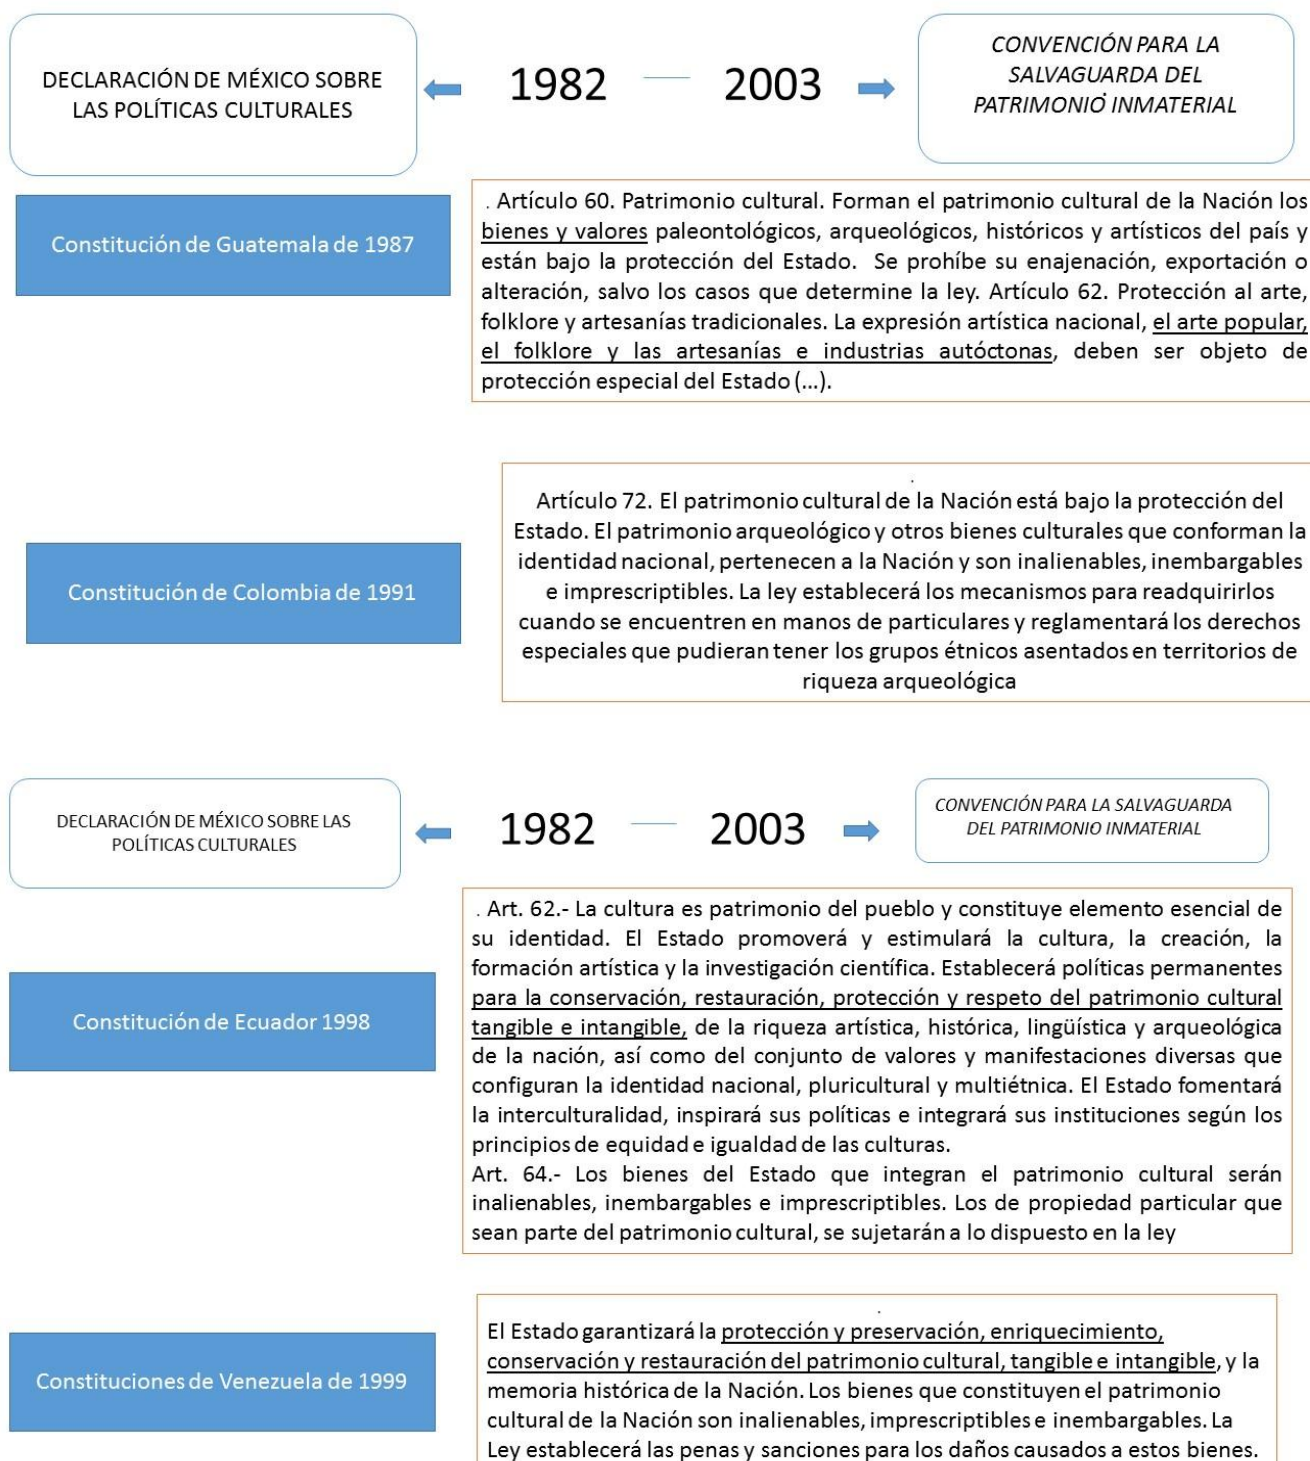 DECLARACIÓN DE MÉXICO SOBRE
LAS POLÍTICAS CULTURALES
1982
2003
CONVENCIÓN PARA LA
SALVAGUARDA DEL
PATRIMONIO INMATERIAL
Constitución de Guatemala de 1987
. Artículo 60. Patrimonio cultural. Forman el patrimonio cultural de la Nación los
bienes y valores paleontológicos, arqueológicos, históricos y artísticos del país y
están bajo la protección del Estado. Se prohíbe su enajenación, exportación o
alteración, salvo los casos que determine la ley. Artículo 62. Protección al arte,
folklore y artesanías tradicionales. La expresión artística nacional, el arte popular,
el folklore y las artesanías e industrias autóctonas, deben ser objeto de
protección especial del Estado (...).
Constitución de Colombia de 1991
.
Artículo 72. El patrimonio cultural de la Nación está bajo la protección del
Estado. El patrimonio arqueológico y otros bienes culturales que conforman la
identidad nacional, pertenecen a la Nación y son inalienables, inembargables
e imprescriptibles. La ley establecerá los mecanismos para readquirirlos
cuando se encuentren en manos de particulares y reglamentará los derechos
especiales que pudieran tener los grupos étnicos asentados en territorios de
riqueza arqueológica
DECLARACIÓN DE MÉXICO SOBRE LAS
POLÍTICAS CULTURALES
1982
2003
CONVENCIÓN PARA LA SALVAGUARDA
DEL PATRIMONIO INMATERIAL
Constitución de Ecuador 1998
. Art. 62.- La cultura es patrimonio del pueblo y constituye elemento esencial de
su identidad. El Estado promoverá y estimulará la cultura, la creación, la
formación artística y la investigación científica. Establecerá políticas permanentes
para la conservación, restauración, protección y respeto del patrimonio cultural
tangible e intangible, de la riqueza artística, histórica, lingüística y arqueológica
de la nación, así como del conjunto de valores y manifestaciones diversas que
configuran la identidad nacional, pluricultural y multiétnica. El Estado fomentará
la interculturalidad, inspirará sus políticas e integrará sus instituciones según los
principios de equidad e igualdad de las culturas.
Art. 64.- Los bienes del Estado que integran el patrimonio cultural serán
inalienables, inembargables e imprescriptibles. Los de propiedad particular que
sean parte del patrimonio cultural, se sujetarán a lo dispuesto en la ley
Constituciones de Venezuela de 1999
.
El Estado garantizará la protección y preservación, enriquecimiento,
conservación y restauración del patrimonio cultural, tangible e intangible, y la
memoria histórica de la Nación. Los bienes que constituyen el patrimonio
cultural de la Nación son inalienables, imprescriptibles e inembargables. La
Ley establecerá las penas y sanciones para los daños causados a estos bienes.